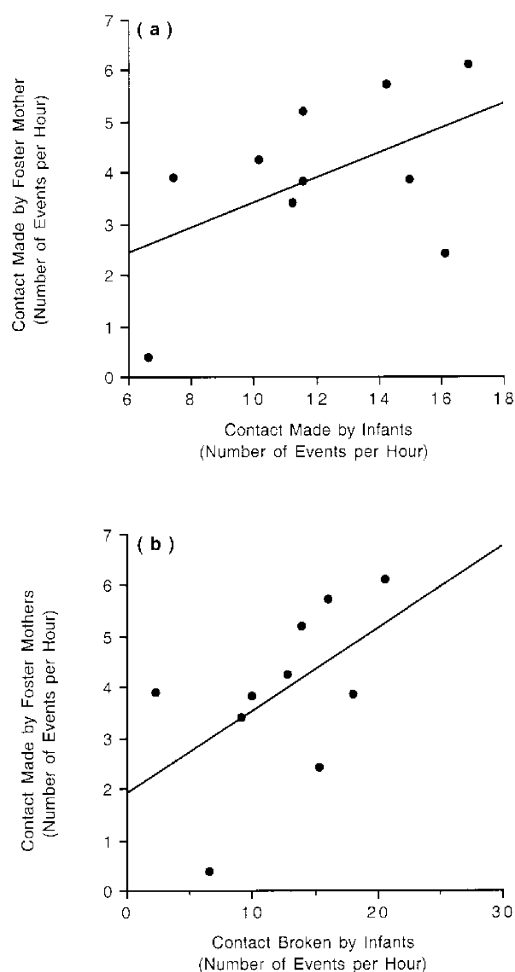 ( a )
7
6
5
4
3
2
1
0
Contact Made by Foster Mother
(Number of Events per Hour)
6 8 10 12 14 16 18
Contact Made by Infants
(Number of Events per Hour)
( b )
7
6
5
4
3
2
1
0
Contact Made by Foster Mothers
(Number of Events per Hour)
0 10 20 30
Contact Broken by Infants
(Number of Events per Hour)